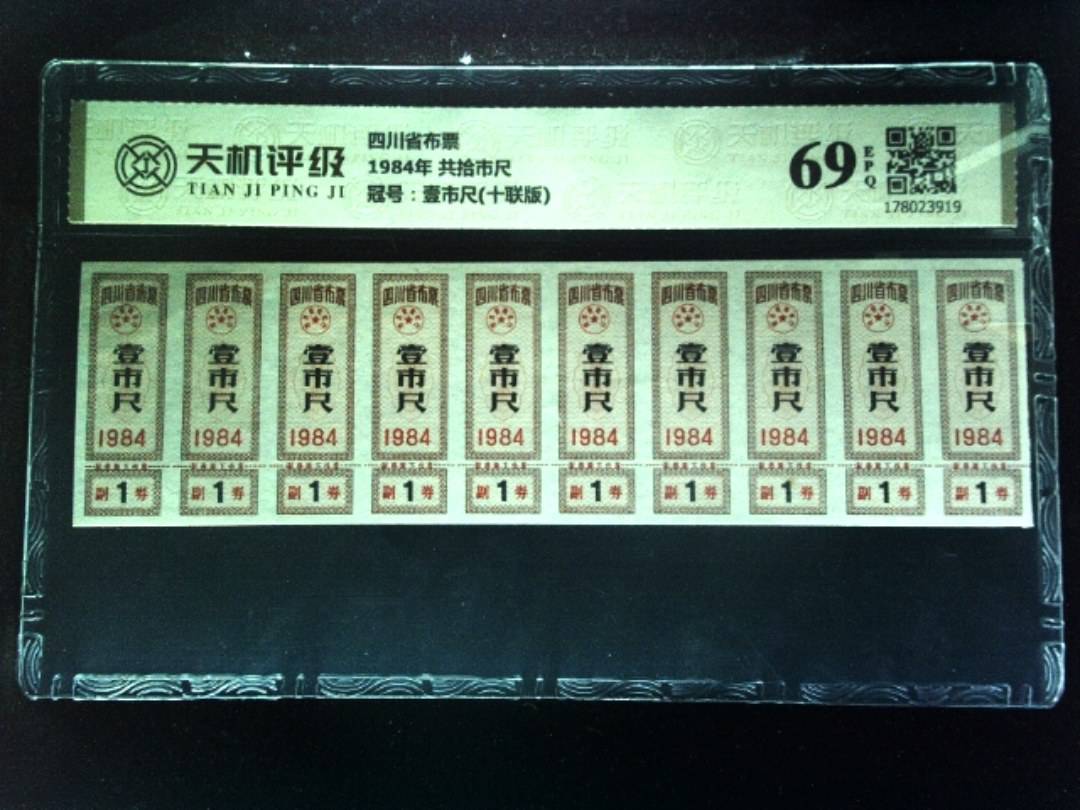 天机评级
TIAN JI PING JI
四川省布票
1984年 共拾市尺
冠号：壹市尺(十联版)
69
EPQ
178023919
四川省布票 四川省布票 四川省布票 四川省布票 四川省布票 四川省布票 四川省布票 四川省布票 四川省布票 四川省布票
壹市尺 壹市尺 壹市尺 壹市尺 壹市尺 壹市尺 壹市尺 壹市尺 壹市尺 壹市尺
1984 1984 1984 1984 1984 1984 1984 1984 1984 1984
副1券 副1券 副1券 副1券 副1券 副1券 副1券 副1券 副1券 副1券